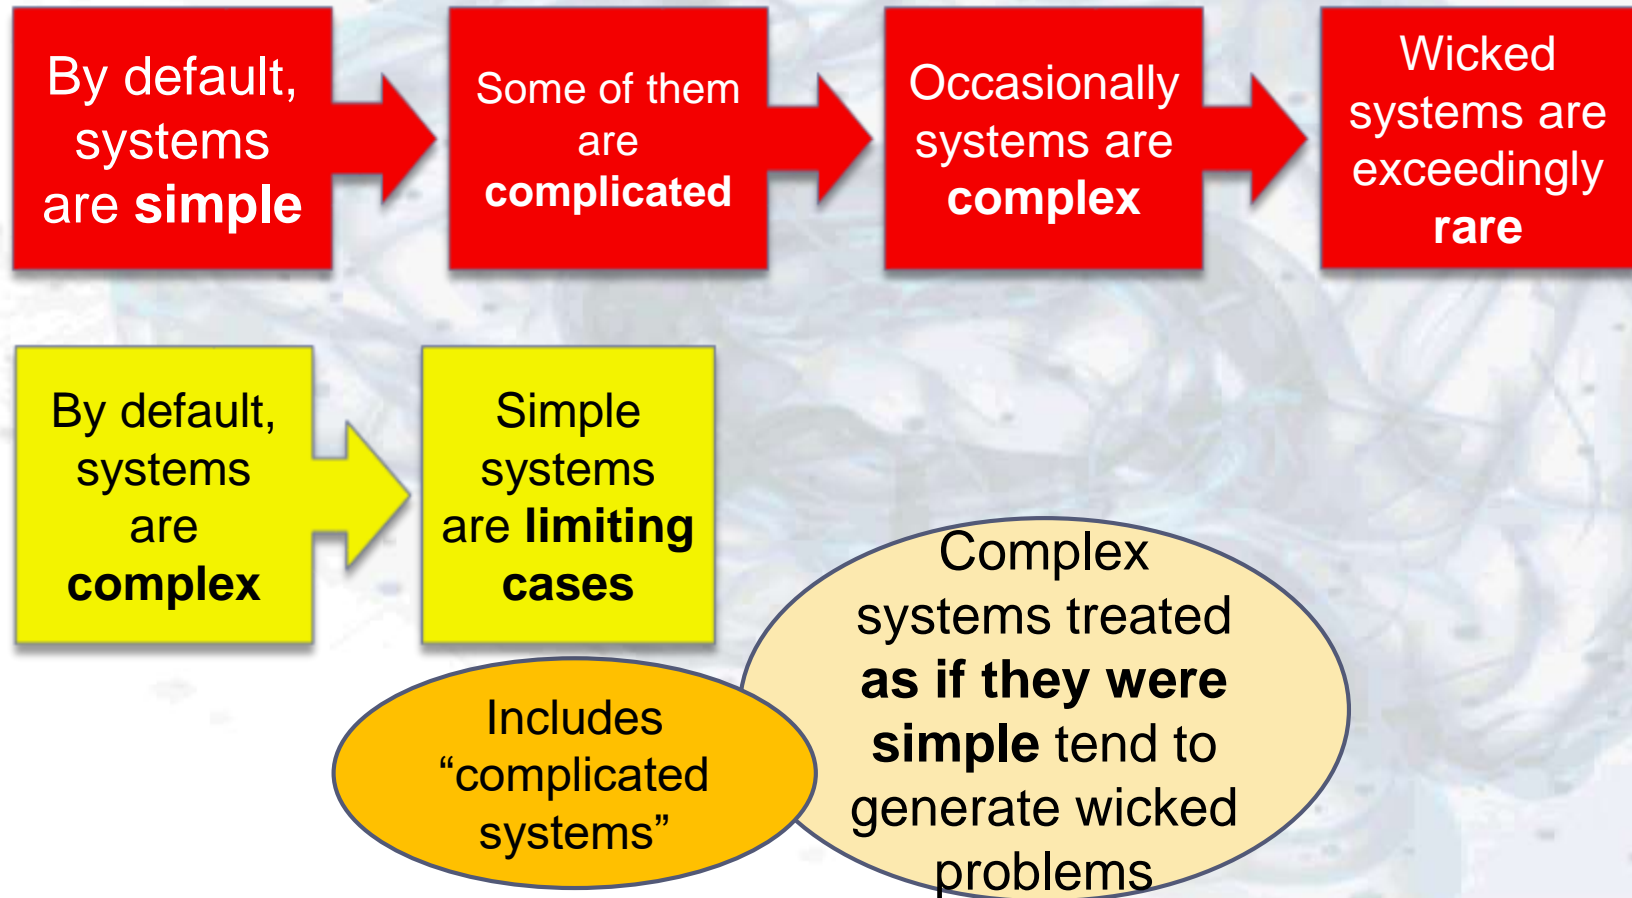 By default,
systems
are simple
Some of them
are
complicated
Occasionally
systems are
complex
Wicked
systems are
exceedingly
rare
By default,
systems
are
complex
Simple
systems
are limiting
cases
Includes
“complicated
systems”
Complex
systems treated
as if they were
simple tend to
generate wicked
problems